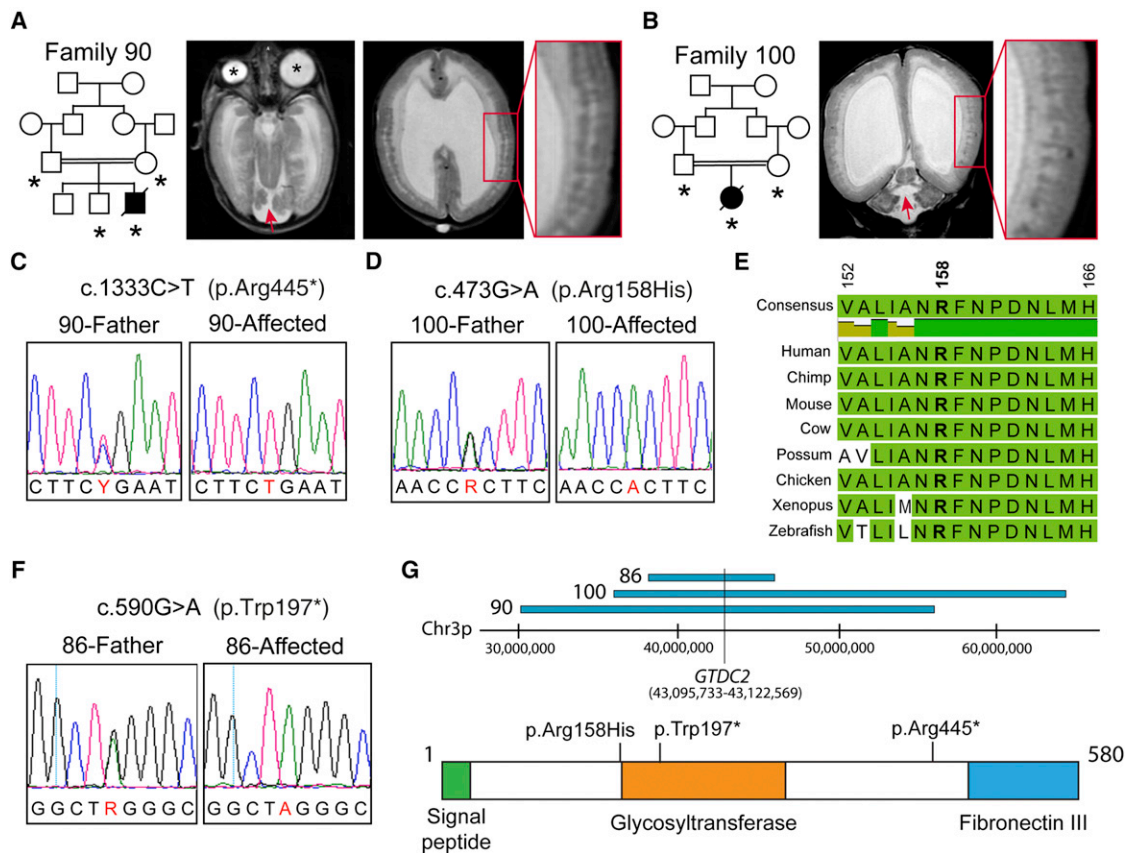 A
Family 90
*
*
*
*
*
*
B
Family 100
*
*
*
C
c.1333C>T (p.Arg445*)
90-Father 90-Affected
CTTCYGAAT CTTCTGAAT
D
c.473G>A (p.Arg158His)
100-Father 100-Affected
AACCRCTTC AACCACTTC
E
152 158 166
Consensus VALIANRFNPDNLMH
Human VALIANRFNPDNLMH
Chimp VALIANRFNPDNLMH
Mouse VALIANRFNPDNLMH
Cow VALIANRFNPDNLMH
Possum AVLIANRFNPDNLMH
Chicken VALIANRFNPDNLMH
Xenopus VALIMNRFNPDNLMH
Zebrafish VTLILNRFNPDNLMH
F
c.590G>A (p.Trp197*)
86-Father 86-Affected
GGCTRGGGC GGCTAGGGC
G
86
100
90
Chr3p
30,000,000 40,000,000 50,000,000 60,000,000
GTDC2
(43,095,733-43,122,569)
p.Arg158His p.Trp197* p.Arg445*
1 580
Signal peptide Glycosyltransferase Fibronectin III